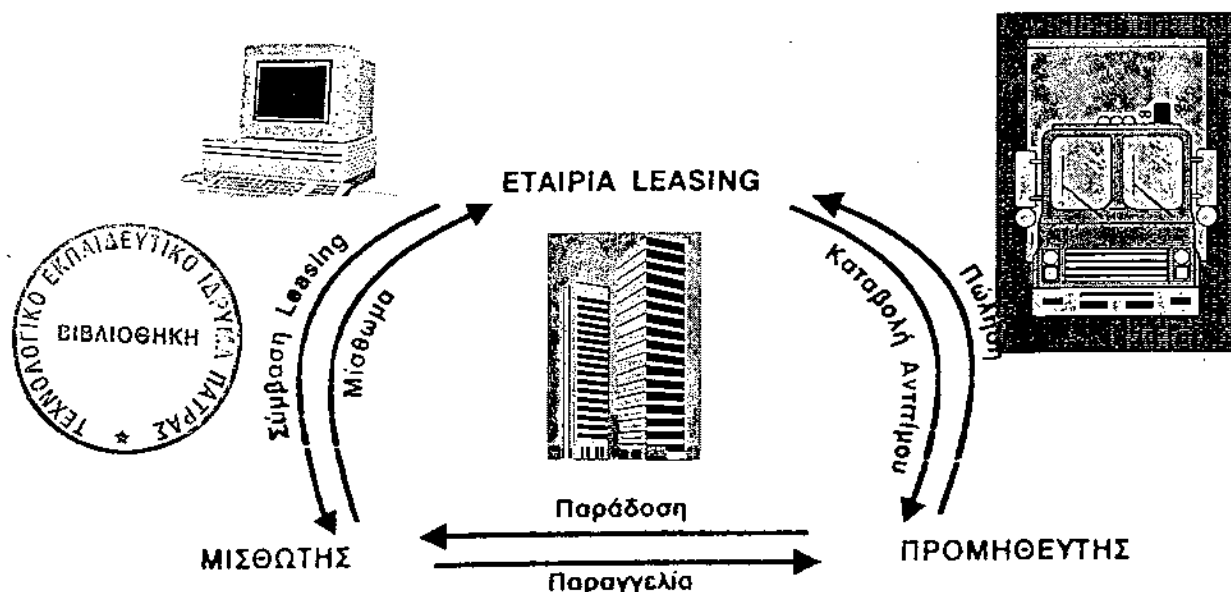 ΕΤΑΙΡΙΑ LEASING
Σύμβαση Leasing
Μίσθωμα
Καταβολή Αντιτίμου
Πώληση
ΤΕΧΝΟΛΟΓΙΚΟ ΕΚΠΑΙΔΕΥΤΙΚΟ ΙΔΡΥΜΑ ΠΑΤΡΑΣ
ΒΙΒΛΙΟΘΗΚΗ
Παράδοση
ΜΙΣΘΩΤΗΣ
ΠΡΟΜΗΘΕΥΤΗΣ
Παραγγελία